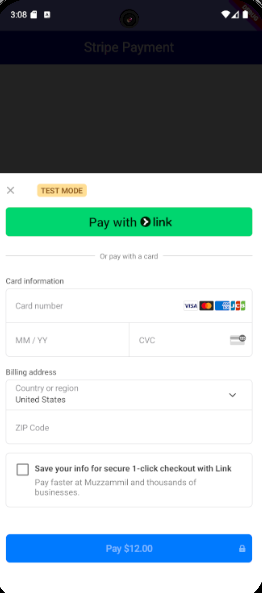 3:08
Stripe Payment
TEST MODE
Pay with link
Or pay with a card
Card information
Card number
VISA
MM / YY
CVC
Billing address
Country or region
United States
ZIP Code
Save your info for secure 1-click checkout with Link
Pay faster at Muzzammil and thousands of
businesses.
Pay $12.00